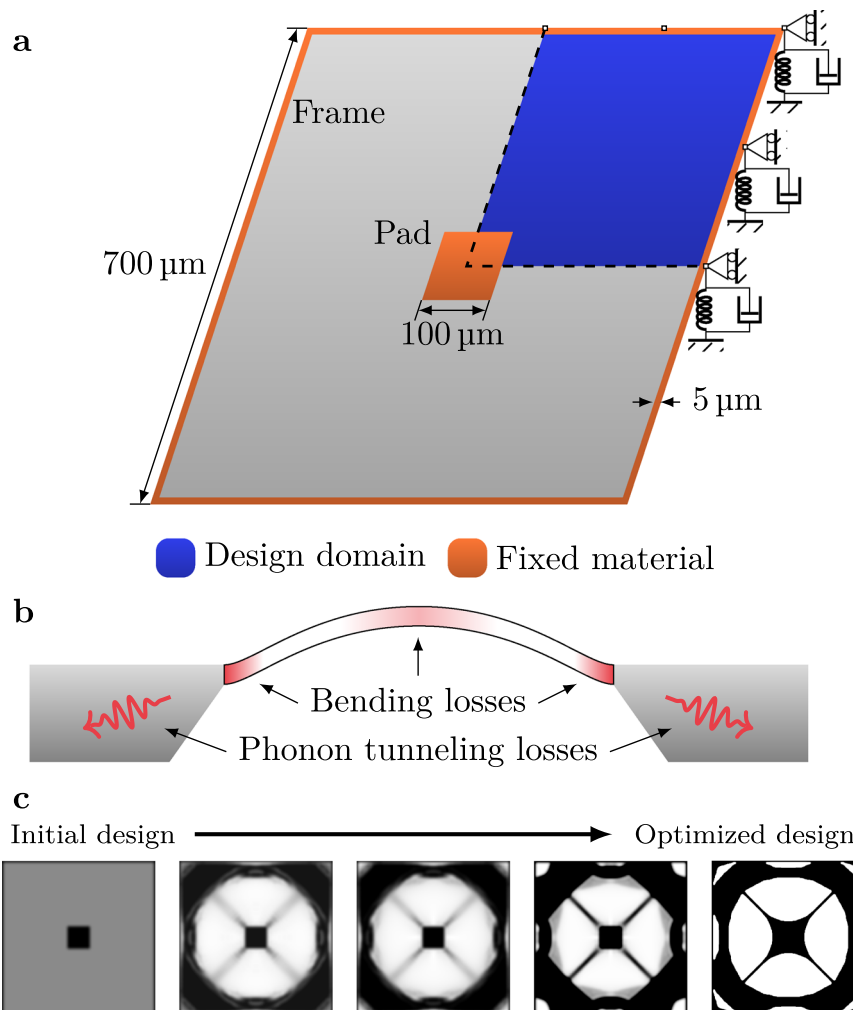 a
Frame
Pad
700 µm
100 µm
5 µm
Design domain
Fixed material
b
Bending losses
Phonon tunneling losses
c
Initial design
Optimized design